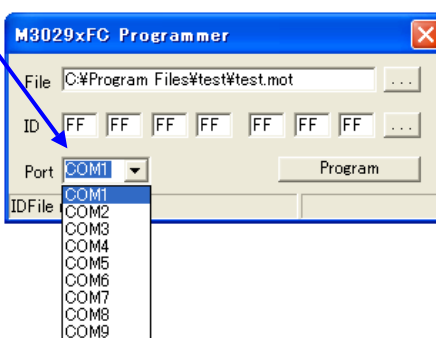 M3029xFC Programmer
File C:¥Program Files¥test¥test.mot ...
ID FF FF FF FF FF FF FF ...
Port COM1 Program
COM1
IDFile
COM2
COM3
COM4
COM5
COM6
COM7
COM8
COM9